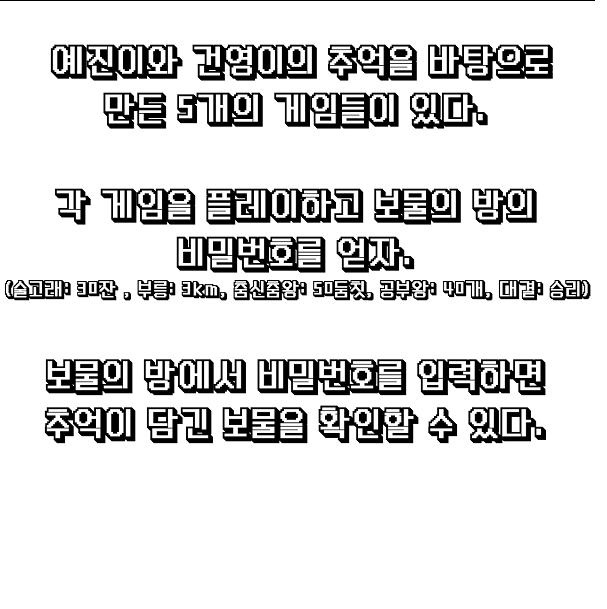 예진이와 건영이의 추억을 바탕으로
만든 5개의 게임들이 있다.
각 게임을 플레이하고 보물의 방의
비밀번호를 얻자.
(술고래: 30잔 , 부릉: 3km, 춤신춤왕: 50둠칫, 공부왕: 40개, 대결: 승리)
보물의 방에서 비밀번호를 입력하면
추억이 담긴 보물을 확인할 수 있다.